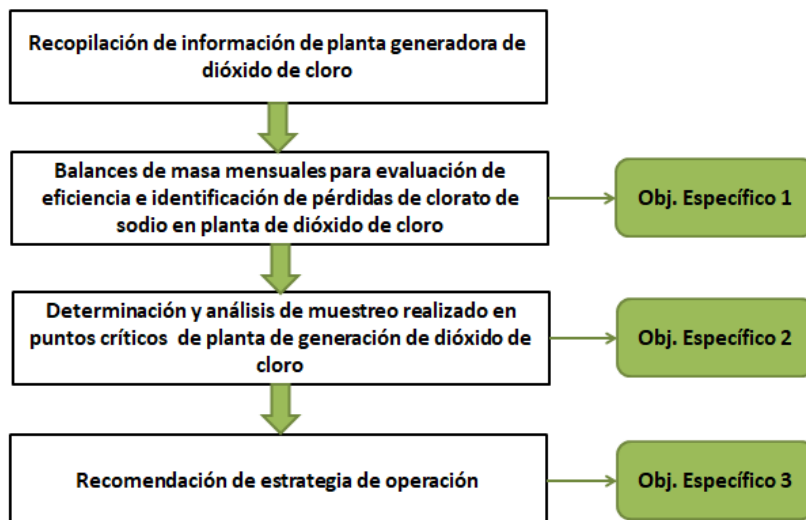 Recopilación de información de planta generadora de
dióxido de cloro
Balances de masa mensuales para evaluación de
eficiencia e identificación de pérdidas de clorato de
sodio en planta de dióxido de cloro
Obj. Específico 1
Determinación y análisis de muestreo realizado en
puntos críticos de planta de generación de dióxido de
cloro
Obj. Específico 2
Recomendación de estrategia de operación
Obj. Específico 3